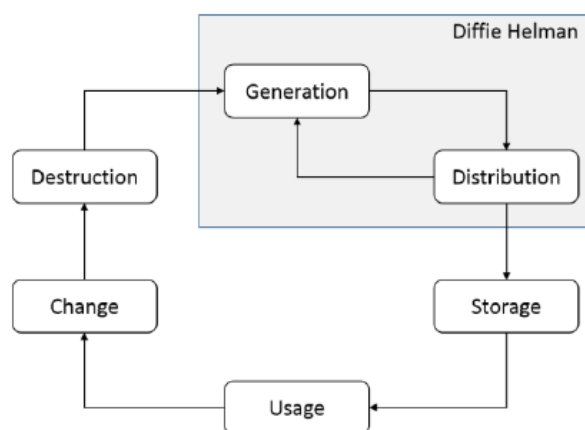 Diffie Helman
Generation
Destruction
Distribution
Change
Storage
Usage